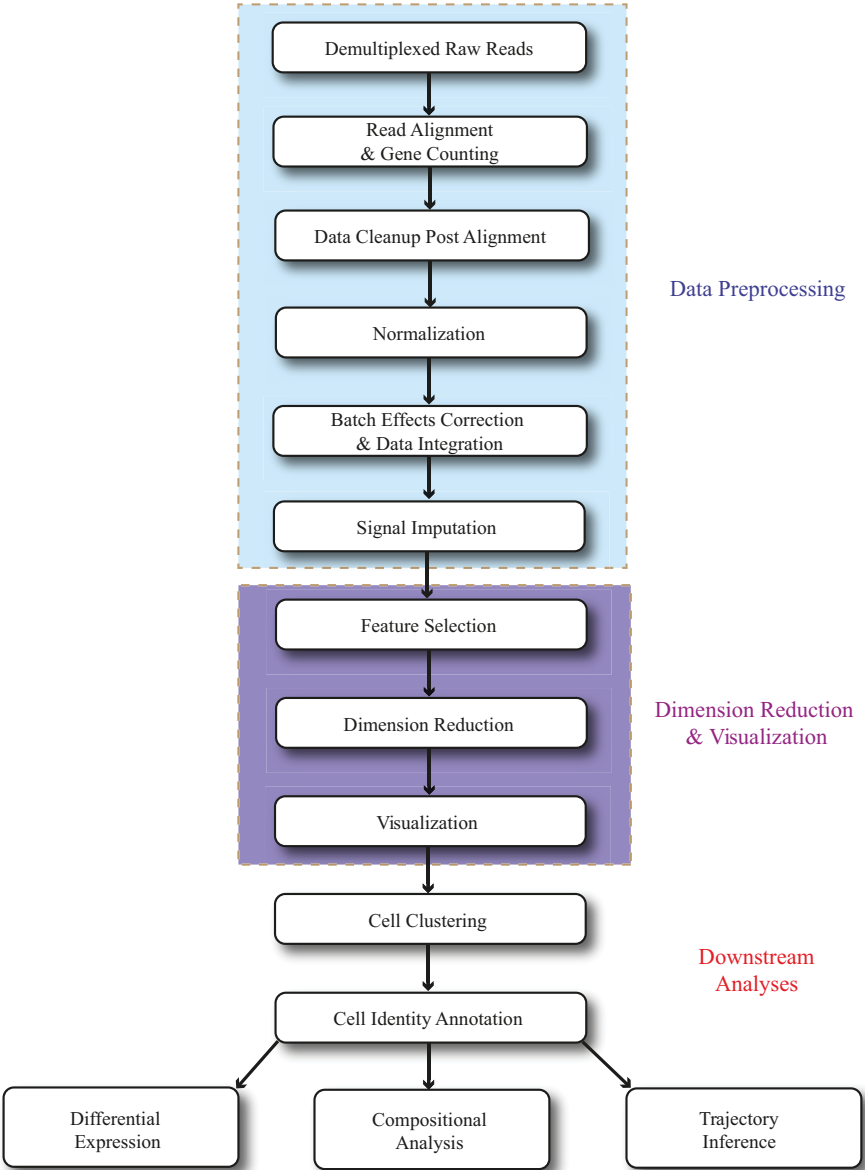 Demultiplexed Raw Reads
Read Alignment
& Gene Counting
Data Cleanup Post Alignment
Data Preprocessing
Normalization
Batch Effects Correction
& Data Integration
Signal Imputation
Feature Selection
Dimension Reduction
Dimension Reduction
& Visualization
Visualization
Cell Clustering
Downstream
Analyses
Cell Identity Annotation
Differential
Expression
Compositional
Analysis
Trajectory
Inference